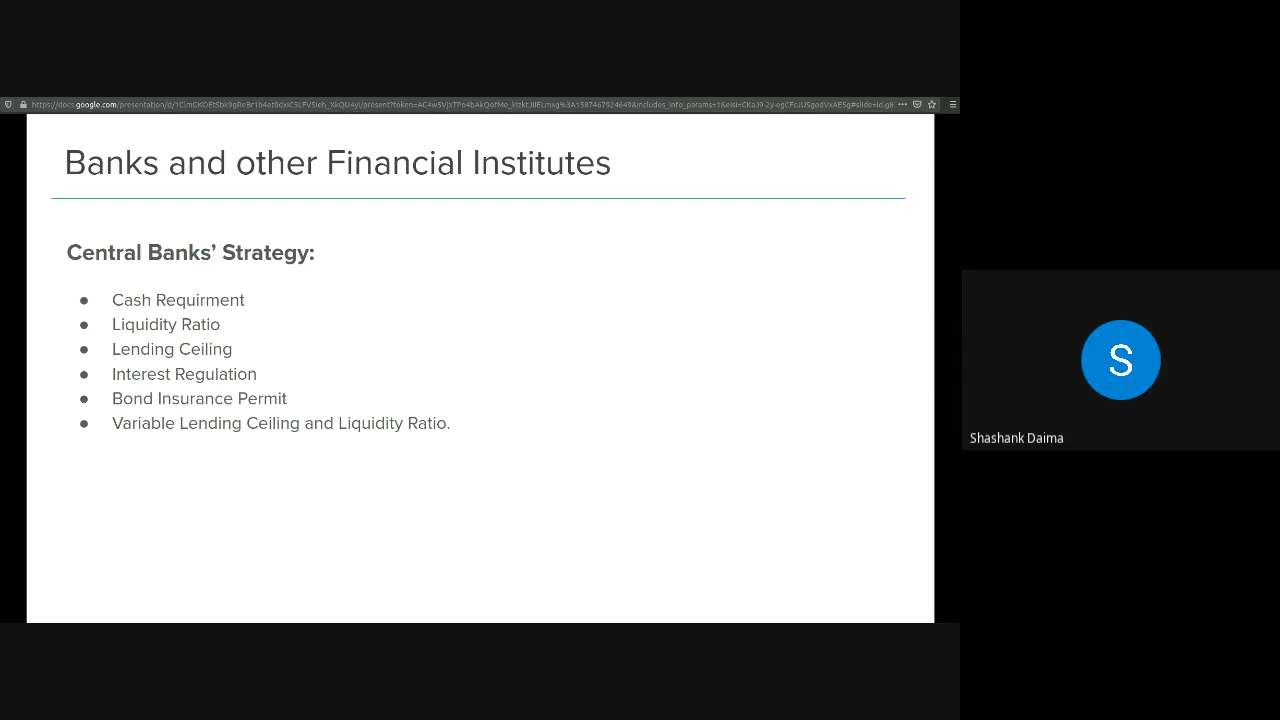 Banks and other Financial Institutes
Central Banks’ Strategy:
● Cash Requirment
● Liquidity Ratio
● Lending Ceiling
● Interest Regulation
● Bond Insurance Permit
● Variable Lending Ceiling and Liquidity Ratio.
S
Shashank Daima